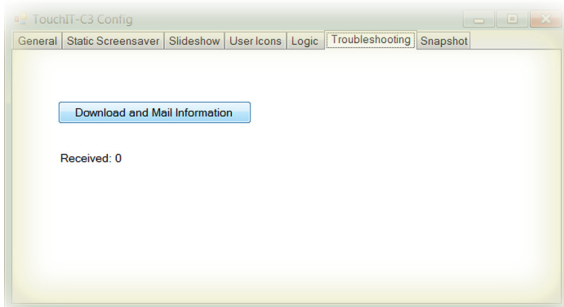 TouchIT-C3 Config
General Static Screensaver Slideshow User Icons Logic Troubleshooting Snapshot
Download and Mail Information
Received: 0